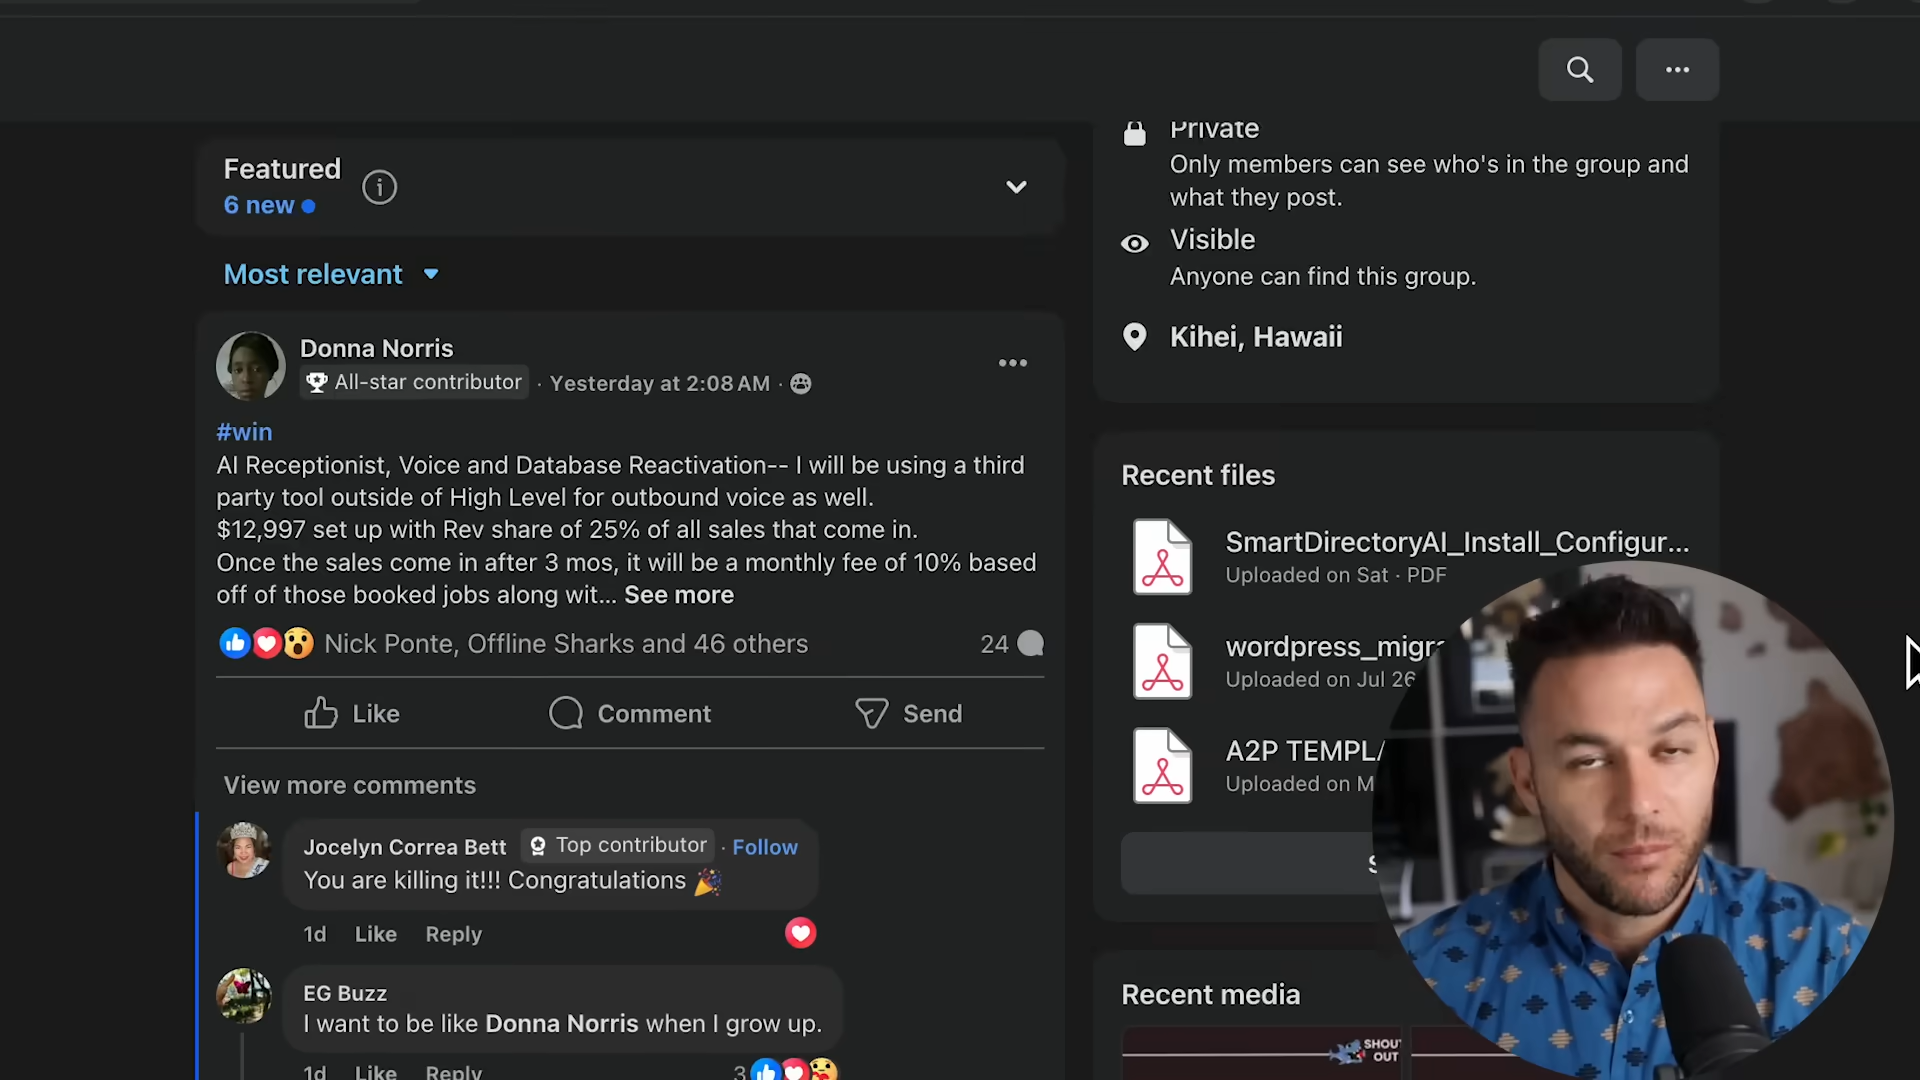 Featured
6 new
Most relevant
Donna Norris
All-star contributor · Yesterday at 2:08 AM ·
#win
AI Receptionist, Voice and Database Reactivation-- I will be using a third
party tool outside of High Level for outbound voice as well.
$12,997 set up with Rev share of 25% of all sales that come in.
Once the sales come in after 3 mos, it will be a monthly fee of 10% based
off of those booked jobs along wit... See more
Nick Ponte, Offline Sharks and 46 others
24
Like
Comment
Send
View more comments
Jocelyn Correa Bett
Top contributor · Follow
You are killing it!!! Congratulations 🎉
1d Like Reply
EG Buzz
I want to be like Donna Norris when I grow up.
1d Like Reply
3
Private
Only members can see who's in the group and
what they post.
Visible
Anyone can find this group.
Kihei, Hawaii
Recent files
SmartDirectoryAI_Install_Configur...
Uploaded on Sat · PDF
wordpress_migra
Uploaded on Jul 26
A2P TEMPLA
Uploaded on M
S
Recent media
SHOUT
OUT